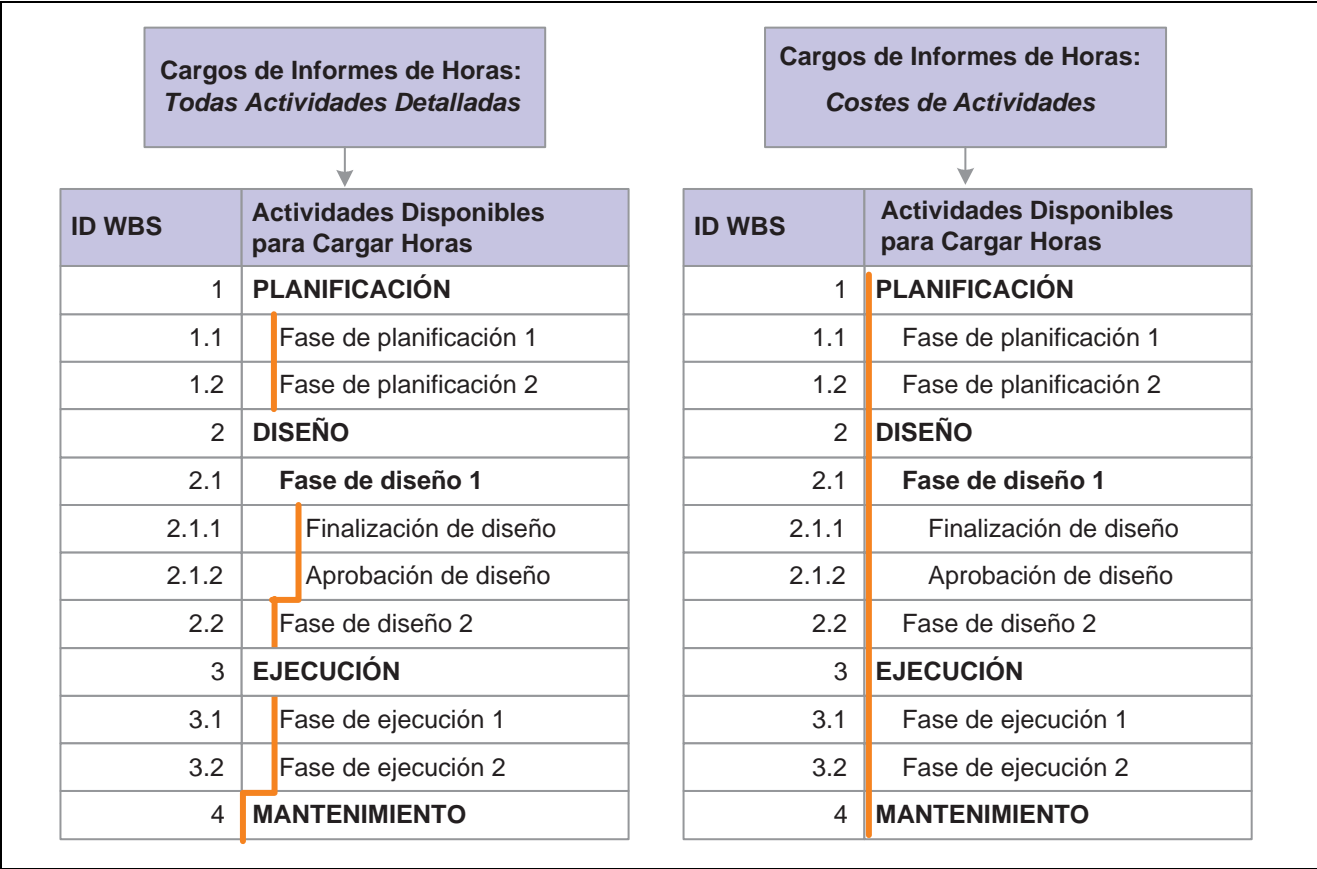 Cargos de Informes de Horas:
Todas Actividades Detalladas
ID WBS
Actividades Disponibles
para Cargar Horas
1 PLANIFICACIÓN
1.1 Fase de planificación 1
1.2 Fase de planificación 2
2 DISEÑO
2.1 Fase de diseño 1
2.1.1 Finalización de diseño
2.1.2 Aprobación de diseño
2.2 Fase de diseño 2
3 EJECUCIÓN
3.1 Fase de ejecución 1
3.2 Fase de ejecución 2
4 MANTENIMIENTO
Cargos de Informes de Horas:
Costes de Actividades
ID WBS
Actividades Disponibles
para Cargar Horas
1 PLANIFICACIÓN
1.1 Fase de planificación 1
1.2 Fase de planificación 2
2 DISEÑO
2.1 Fase de diseño 1
2.1.1 Finalización de diseño
2.1.2 Aprobación de diseño
2.2 Fase de diseño 2
3 EJECUCIÓN
3.1 Fase de ejecución 1
3.2 Fase de ejecución 2
4 MANTENIMIENTO